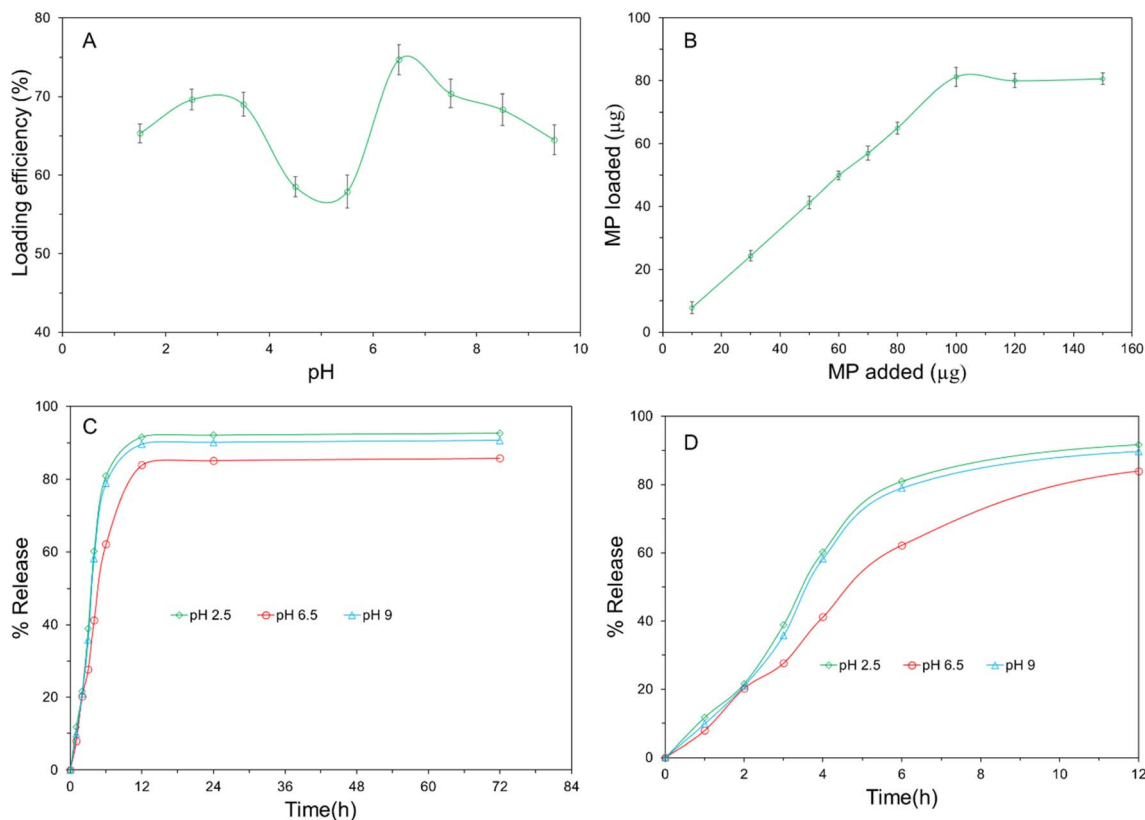 A
Loading efficiency (%)
80
70
60
50
40
0 2 4 6 8 10
pH
B
MP loaded (µg)
100
80
60
40
20
0
0 20 40 60 80 100 120 140 160
MP added (µg)
C
% Release
100
80
60
40
20
0
pH 2.5 pH 6.5 pH 9
0 12 24 36 48 60 72 84
Time(h)
D
% Release
100
80
60
40
20
0
pH 2.5 pH 6.5 pH 9
0 2 4 6 8 10 12
Time(h)